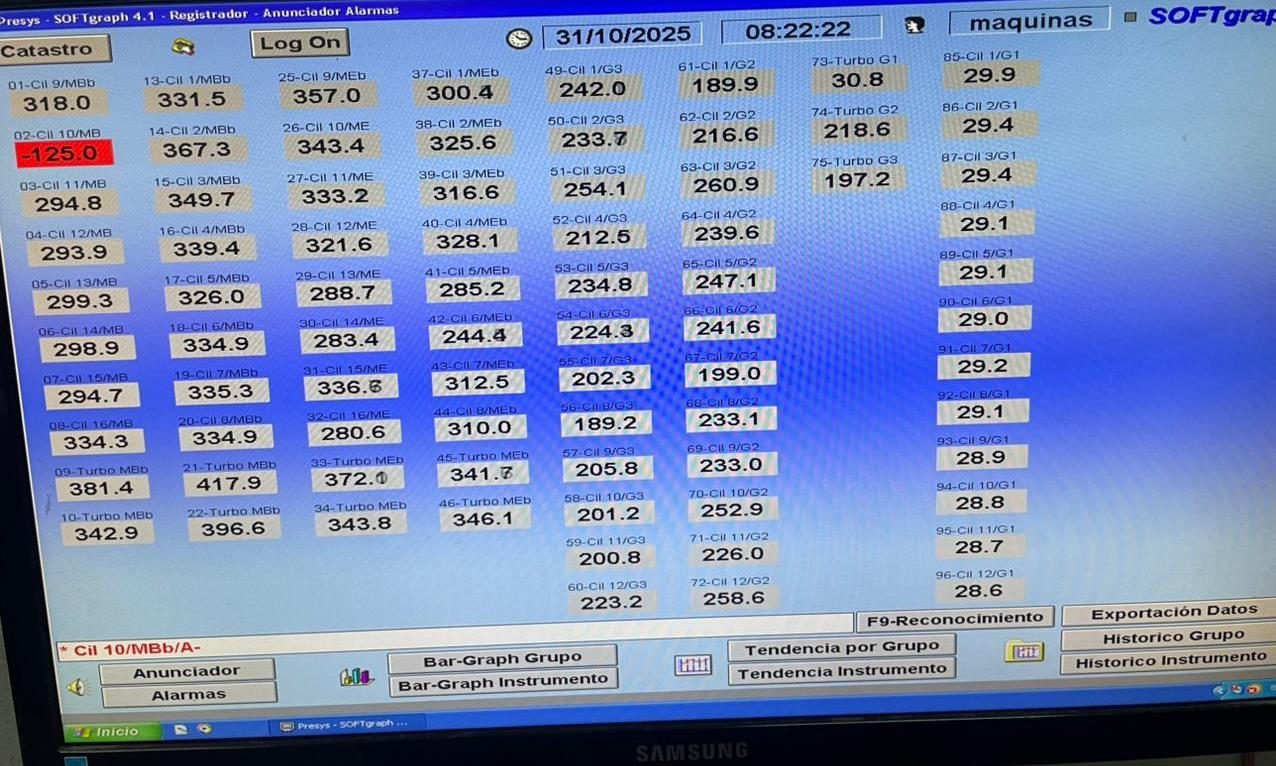 Presys - SOFTgraph 4.1 - Registrador - Anunciador Alarmas
Catastro
Log On
31/10/2025
08:22:22
maquinas
SOFTgrap
01-Cil 9/MBb
318.0
02-Cil 10/MB
-125.0
03-Cil 11/MB
294.8
04-Cil 12/MB
293.9
05-Cil 13/MB
299.3
06-Cil 14/MB
298.9
07-Cil 15/MB
294.7
08-Cil 16/MB
334.3
09-Turbo MBb
381.4
10-Turbo MBb
342.9
13-Cil 1/MBb
331.5
14-Cil 2/MBb
367.3
15-Cil 3/MBb
349.7
16-Cil 4/MBb
339.4
17-Cil 5/MBb
326.0
18-Cil 6/MBb
334.9
19-Cil 7/MBb
335.3
20-Cil 8/MBb
334.9
21-Turbo MBb
417.9
22-Turbo MBb
396.6
25-Cil 9/MEb
357.0
26-Cil 10/ME
343.4
27-Cil 11/ME
333.2
28-Cil 12/ME
321.6
29-Cil 13/ME
288.7
30-Cil 14/ME
283.4
31-Cil 15/ME
336.6
32-Cil 16/ME
280.6
33-Turbo MEb
372.0
34-Turbo MEb
343.8
37-Cil 1/MEb
300.4
38-Cil 2/MEb
325.6
39-Cil 3/MEb
316.6
40-Cil 4/MEb
328.1
41-Cil 5/MEb
285.2
42-Cil 6/MEb
244.4
43-Cil 7/MEb
312.5
44-Cil 8/MEb
310.0
45-Turbo MEb
341.7
46-Turbo MEb
346.1
49-Cil 1/G3
242.0
50-Cil 2/G3
233.7
51-Cil 3/G3
254.1
52-Cil 4/G3
212.5
53-Cil 5/G3
234.8
54-Cil 6/G3
224.3
55-Cil 7/G3
202.3
56-Cil 8/G3
189.2
57-Cil 9/G3
205.8
58-Cil 10/G3
201.2
59-Cil 11/G3
200.8
60-Cil 12/G3
223.2
61-Cil 1/G2
189.9
62-Cil 2/G2
216.6
63-Cil 3/G2
260.9
64-Cil 4/G2
239.6
65-Cil 5/G2
247.1
66-Cil 6/G2
241.6
67-Cil 7/G2
199.0
68-Cil 8/G2
233.1
69-Cil 9/G2
233.0
70-Cil 10/G2
252.9
71-Cil 11/G2
226.0
72-Cil 12/G2
258.6
73-Turbo G1
30.8
74-Turbo G2
218.6
75-Turbo G3
197.2
85-Cil 1/G1
29.9
86-Cil 2/G1
29.4
87-Cil 3/G1
29.4
88-Cil 4/G1
29.1
89-Cil 5/G1
29.1
90-Cil 6/G1
29.0
91-Cil 7/G1
29.2
92-Cil 8/G1
29.1
93-Cil 9/G1
28.9
94-Cil 10/G1
28.8
95-Cil 11/G1
28.7
96-Cil 12/G1
28.6
* Cil 10/MBb/A-
F9-Reconocimiento
Exportación Datos
Anunciador
Alarmas
Bar-Graph Grupo
Bar-Graph Instrumento
Tendencia por Grupo
Tendencia Instrumento
Historico Grupo
Historico Instrumento
Inicio
Presys - SOFTgraph ...
SAMSUNG